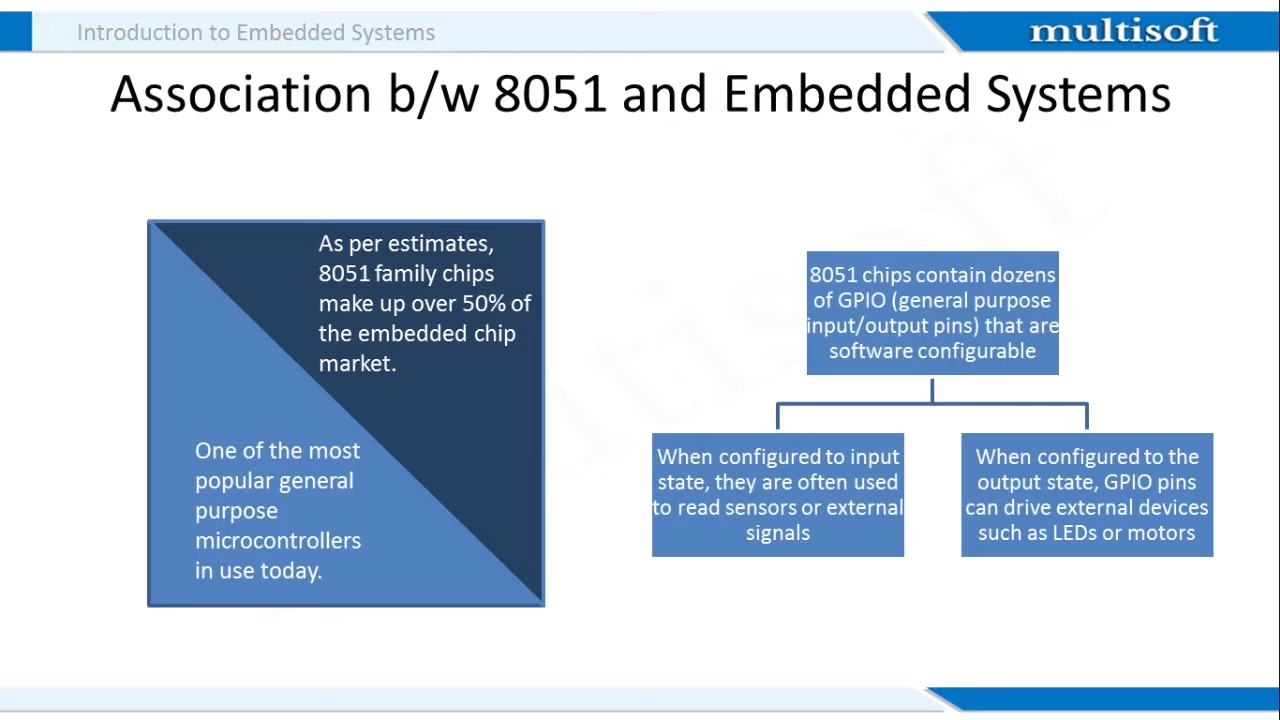 Introduction to Embedded Systems
multisoft
Association b/w 8051 and Embedded Systems
As per estimates,
8051 family chips
make up over 50% of
the embedded chip
market.
One of the most
popular general
purpose
microcontrollers
in use today.
8051 chips contain dozens
of GPIO (general purpose
input/output pins) that are
software configurable
When configured to input
state, they are often used
to read sensors or external
signals
When configured to the
output state, GPIO pins
can drive external devices
such as LEDs or motors